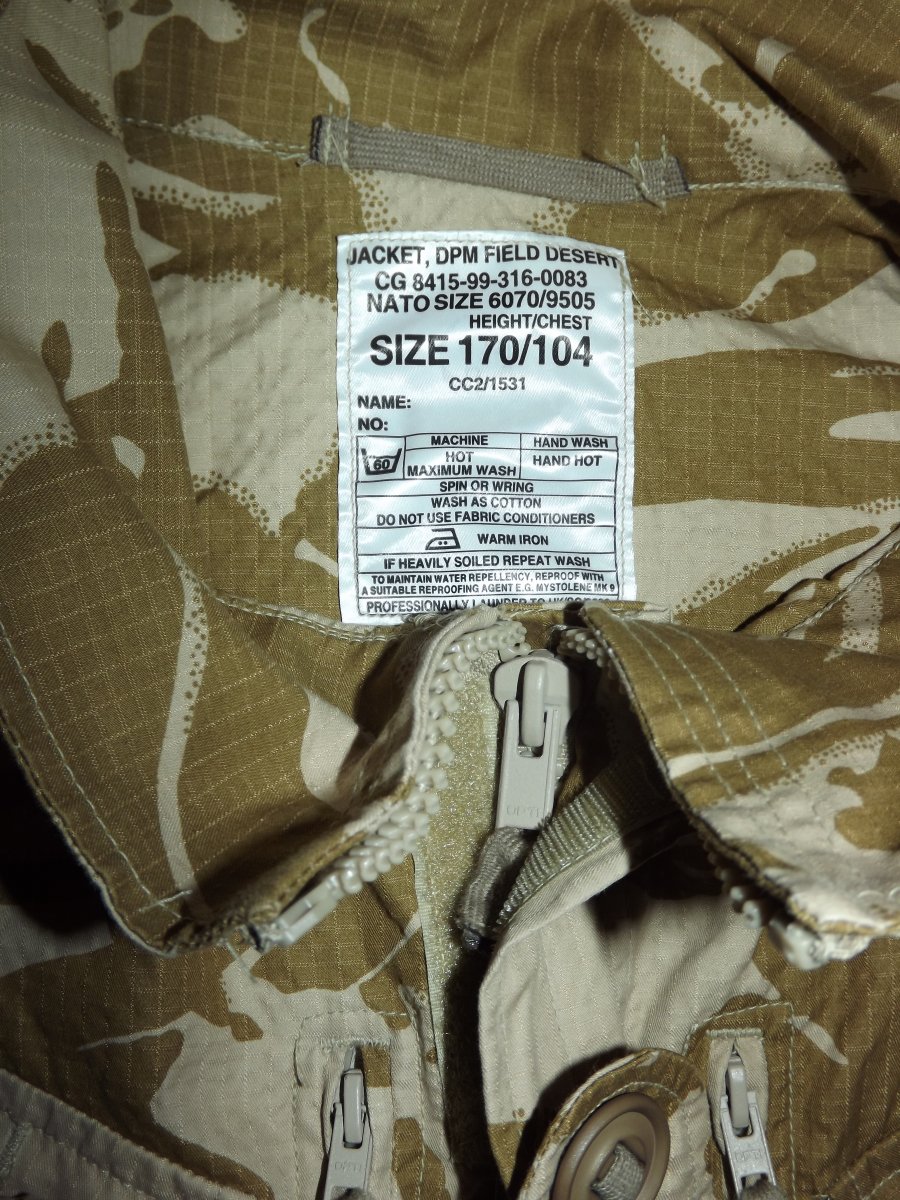 JACKET, DPM FIELD DESERT
CG 8415-99-316-0083
NATO SIZE 6070/9505
HEIGHT/CHEST
SIZE 170/104
CC2/1531
NAME:
NO:
60
MACHINE
HAND WASH
HOT
MAXIMUM WASH
HAND HOT
SPIN OR WRING
WASH AS COTTON
DO NOT USE FABRIC CONDITIONERS
WARM IRON
IF HEAVILY SOILED REPEAT WASH
TO MAINTAIN WATER REPELLENCY, REPROOF WITH
A SUITABLE REPROOFING AGENT E.G. MYSTOLENE MK 9
PROFESSIONALLY LAUNDER TO